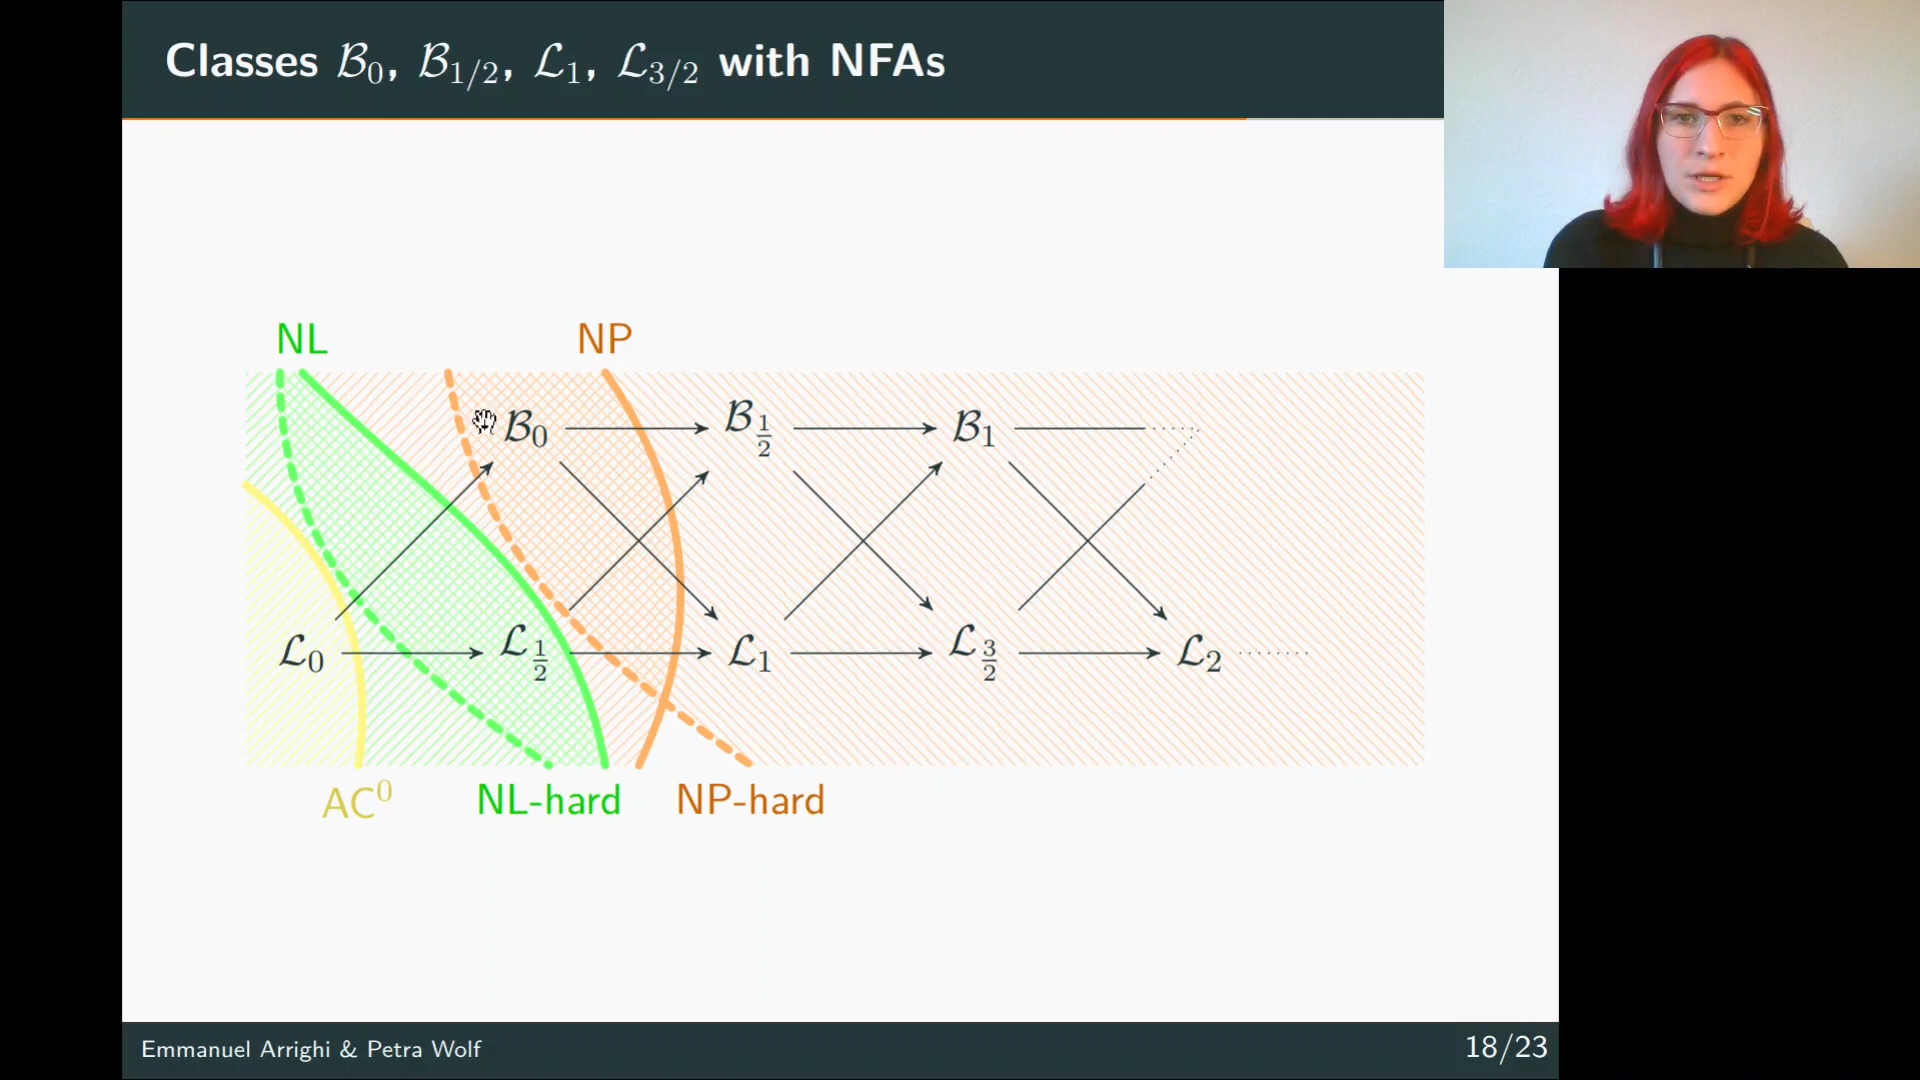 Classes B₀, B₁/₂, L₁, L₃/₂ with NFAs
NL
NP
B₀
B₁/₂
B₁
L₀
L₁/₂
L₁
L₃/₂
L₂
AC⁰
NL-hard
NP-hard
Emmanuel Arrighi & Petra Wolf
18/23